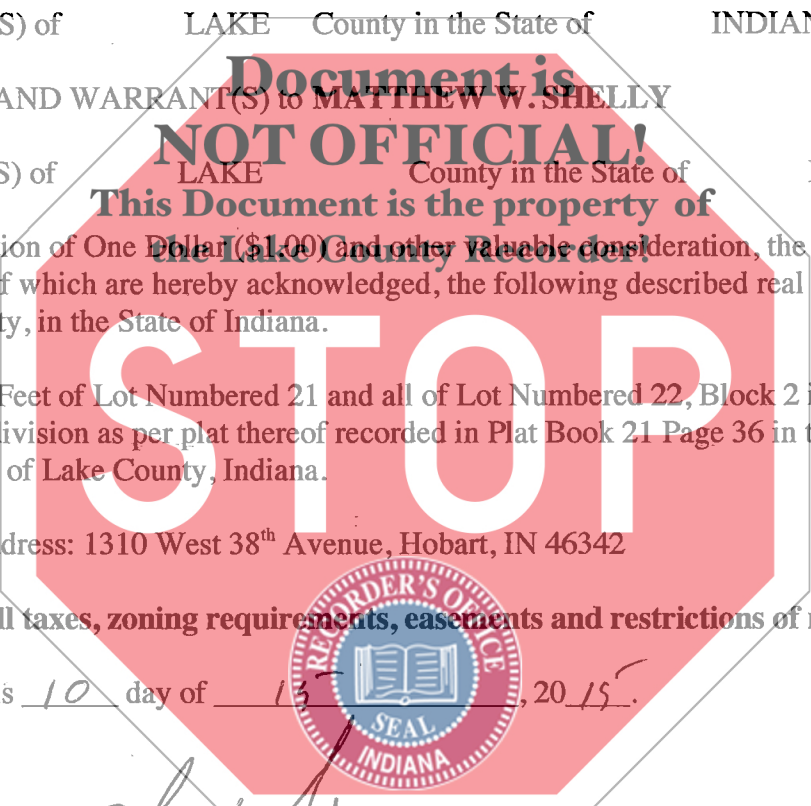 S) of LAKE County in the State of INDIAN
Document is
AND WARRANT(S) to MATTHEW W. SHELLY
NOT OFFICIAL!
S) of LAKE County in the State of
This Document is the property of
the Lake County Recorder!
ion of One Dollar ($1.00) and other valuable consideration, the
f which are hereby acknowledged, the following described real
ty, in the State of Indiana.
STOP
Feet of Lot Numbered 21 and all of Lot Numbered 22, Block 2 i
ivision as per plat thereof recorded in Plat Book 21 Page 36 in t
of Lake County, Indiana.
dress: 1310 West 38th Avenue, Hobart, IN 46342
ll taxes, zoning requirements, easements and restrictions of r
s 10 day of 15, 20 15.
RECORDER'S OFFICE
SEAL
INDIANA